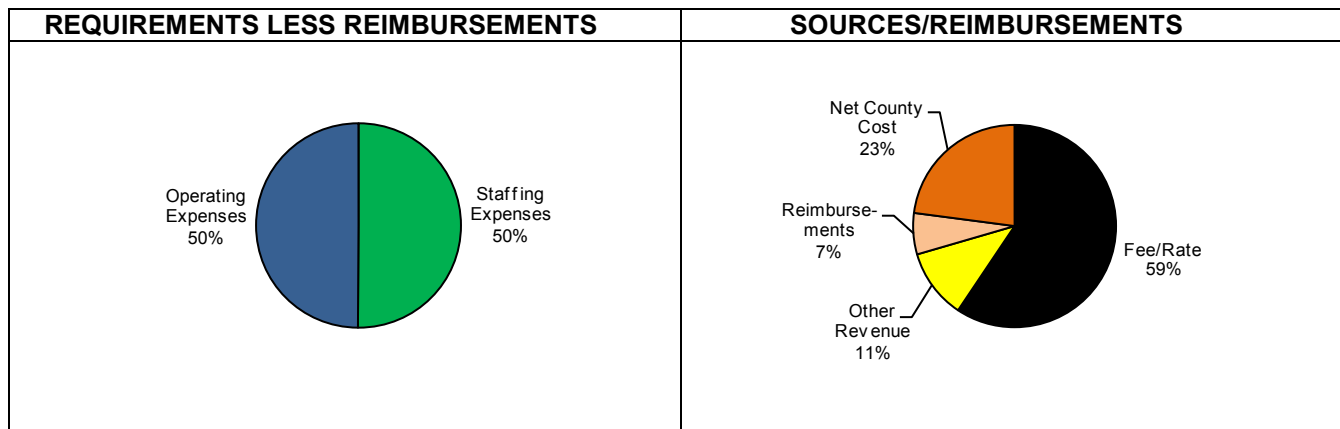 REQUIREMENTS LESS REIMBURSEMENTS
Operating
Expenses
50%
Staffing
Expenses
50%
SOURCES/REIMBURSEMENTS
Net County
Cost
23%
Reimburse-
ments
7%
Other
Revenue
11%
Fee/Rate
59%